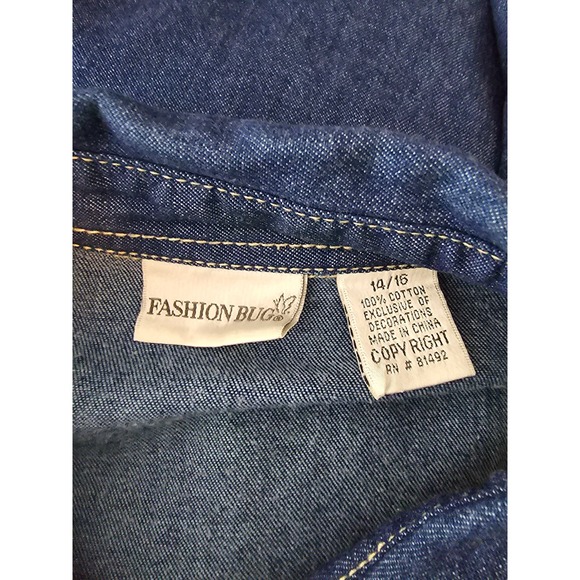 FASHION BUG®
14/16
100% COTTON
EXCLUSIVE OF
DECORATIONS
MADE IN CHINA
COPY RIGHT
RN # 81492